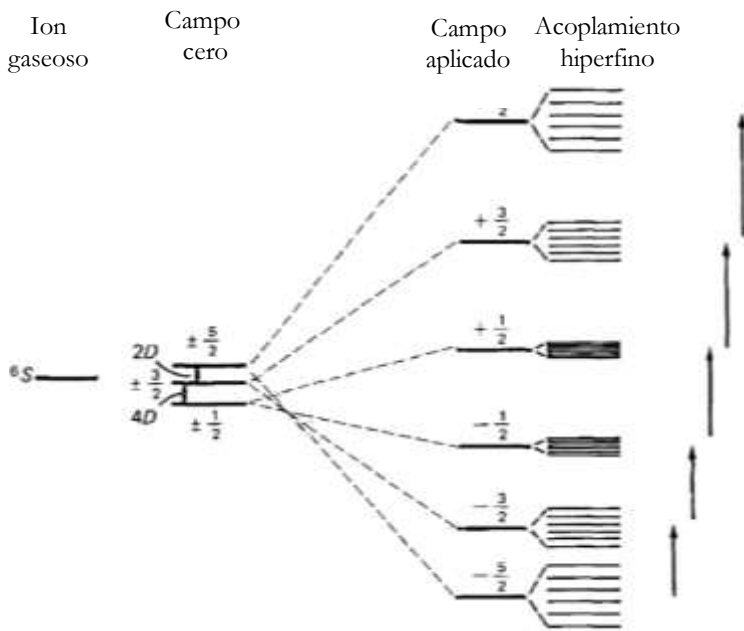 Ion
gaseoso
Campo
cero
Campo
aplicado
Acoplamiento
hiperfino
2
+ 3/2
+ 1/2
- 1/2
- 3/2
- 5/2
± 5/2
2D
± 3/2
4D
± 1/2
⁶S